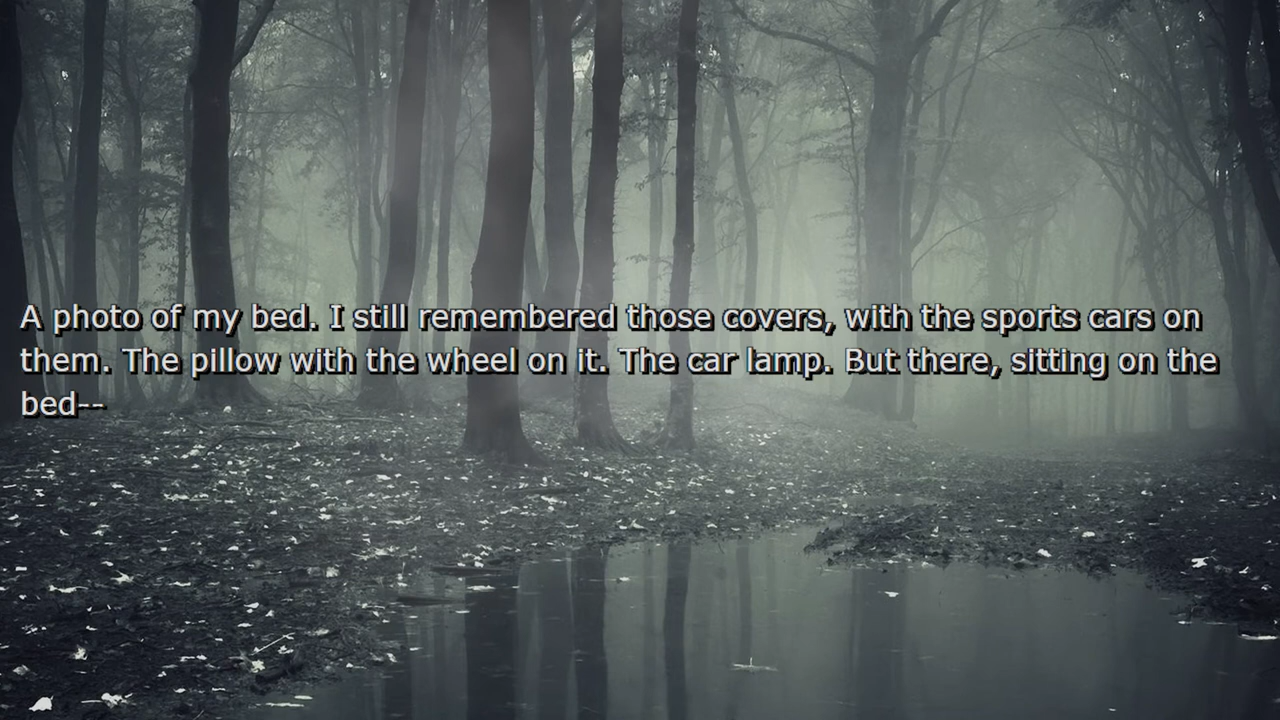 A photo of my bed. I still remembered those covers, with the sports cars on
them. The pillow with the wheel on it. The car lamp. But there, sitting on the
bed--